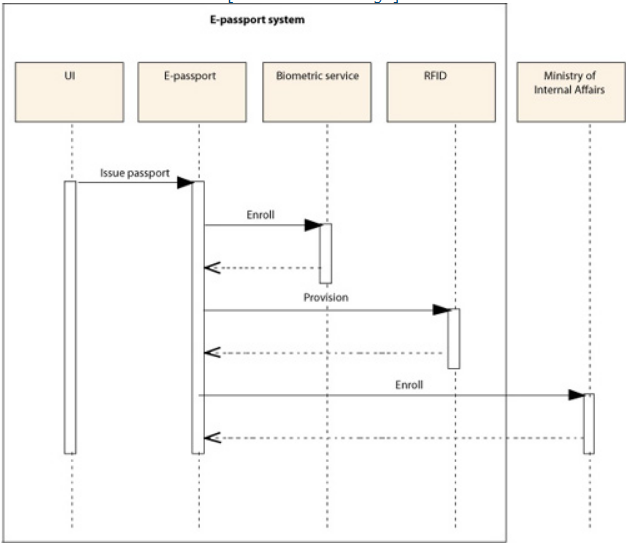 E-passport system
UI
E-passport
Biometric service
RFID
Ministry of
Internal Affairs
Issue passport
Enroll
Provision
Enroll